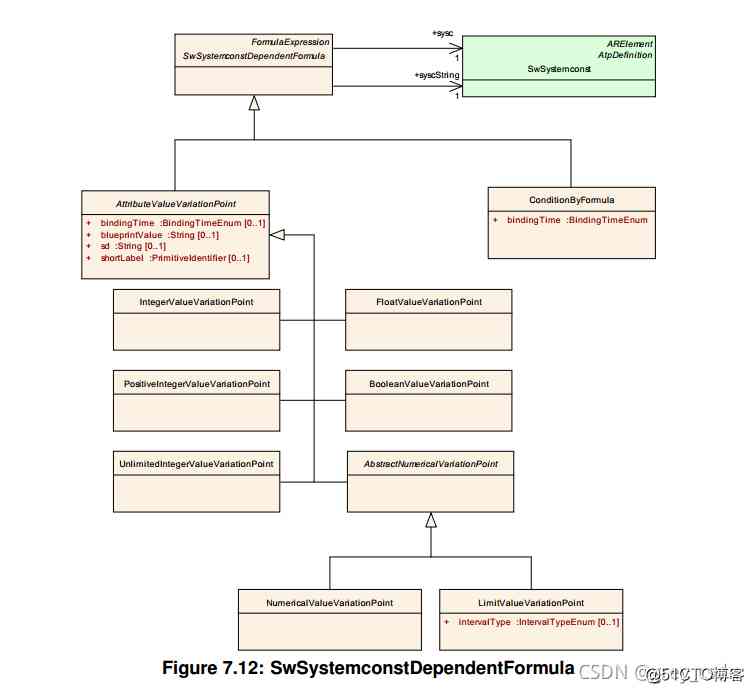 FormulaExpression
SwSystemconstDependentFormula
+sysc
1
+syscString
1
ARElement
AtpDefinition
SwSystemconst
AttributeValueVariationPoint
+ bindingTime :BindingTimeEnum [0..1]
+ blueprintValue :String [0..1]
+ sd :String [0..1]
+ shortLabel :PrimitiveIdentifier [0..1]
ConditionByFormula
+ bindingTime :BindingTimeEnum
IntegerValueVariationPoint
FloatValueVariationPoint
PositiveIntegerValueVariationPoint
BooleanValueVariationPoint
UnlimitedIntegerValueVariationPoint
AbstractNumericalVariationPoint
NumericalValueVariationPoint
LimitValueVariationPoint
+ intervalType :IntervalTypeEnum [0..1]
Figure 7.12: SwSystemconstDependentFormula
CSDN
@51CTO博客